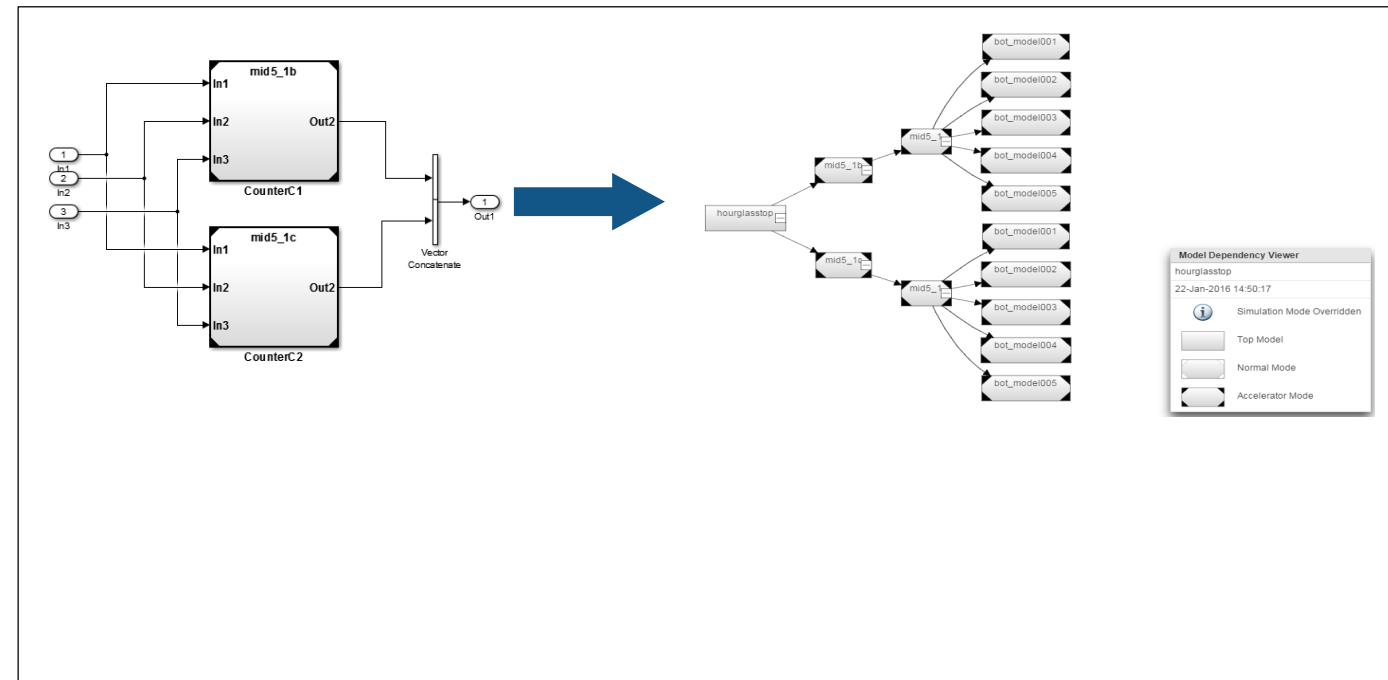 mid5_1b
In1
In2
In3
Out2
CounterC1
1
In1
2
In2
3
In3
mid5_1c
In1
In2
In3
Out2
CounterC2
Vector
Concatenate
1
Out1
hourglasstop
mid5_1b
mid5_1c
mid5_1
mid5_1
bot_model001
bot_model002
bot_model003
bot_model004
bot_model005
bot_model001
bot_model002
bot_model003
bot_model004
bot_model005
Model Dependency Viewer
hourglasstop
22-Jan-2016 14:50:17
Simulation Mode Overridden
Top Model
Normal Mode
Accelerator Mode